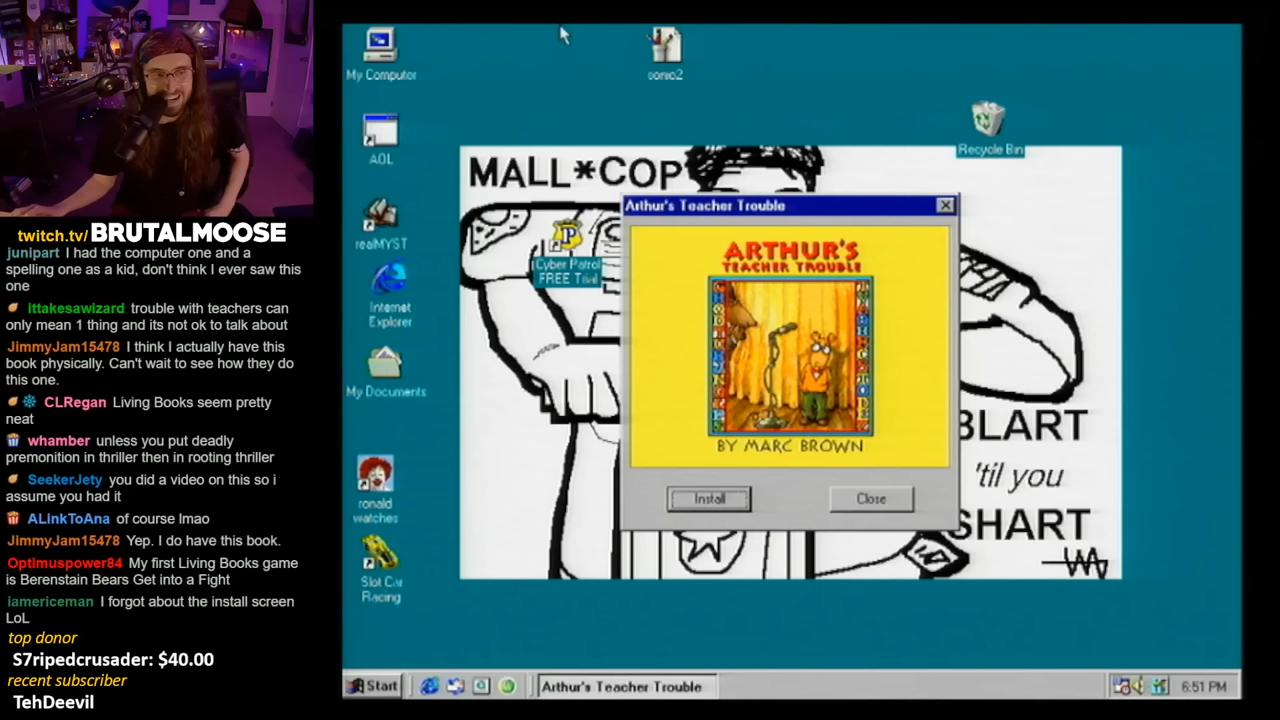 twitch.tv/BRUTALMOOSE
junipart I had the computer one and a
spelling one as a kid, don't think I ever saw this
one
Ittakesawizard trouble with teachers can
only mean 1 thing and its not ok to talk about
JimmyJam15478 I think I actually have this
book physically. Can't wait to see how they do
this one.
CLRegan Living Books seem pretty
neat
whamber unless you put deadly
premonition in thriller then in rooting thriller
SeekerJety you did a video on this so i
assume you had it
ALinkToAna of course lmao
JimmyJam15478 Yep. I do have this book.
Optimuspower84 My first Living Books game
is Berenstain Bears Get into a Fight
iamericeman I forgot about the install screen
LoL
top donor
S7ripedcrusader: $40.00
recent subscriber
TehDeevil
My Computer
AOL
realMYST
Internet
Explorer
My Documents
ronald
watches
Slot Car
Racing
Recycle Bin
MALL*COP
Cyber Patrol
FREE Trial
Arthur's Teacher Trouble
ARTHUR'S
TEACHER TROUBLE
BY MARC BROWN
Install
Close
BLART
'til you
SHART
Start
Arthur's Teacher Trouble
6:51 PM